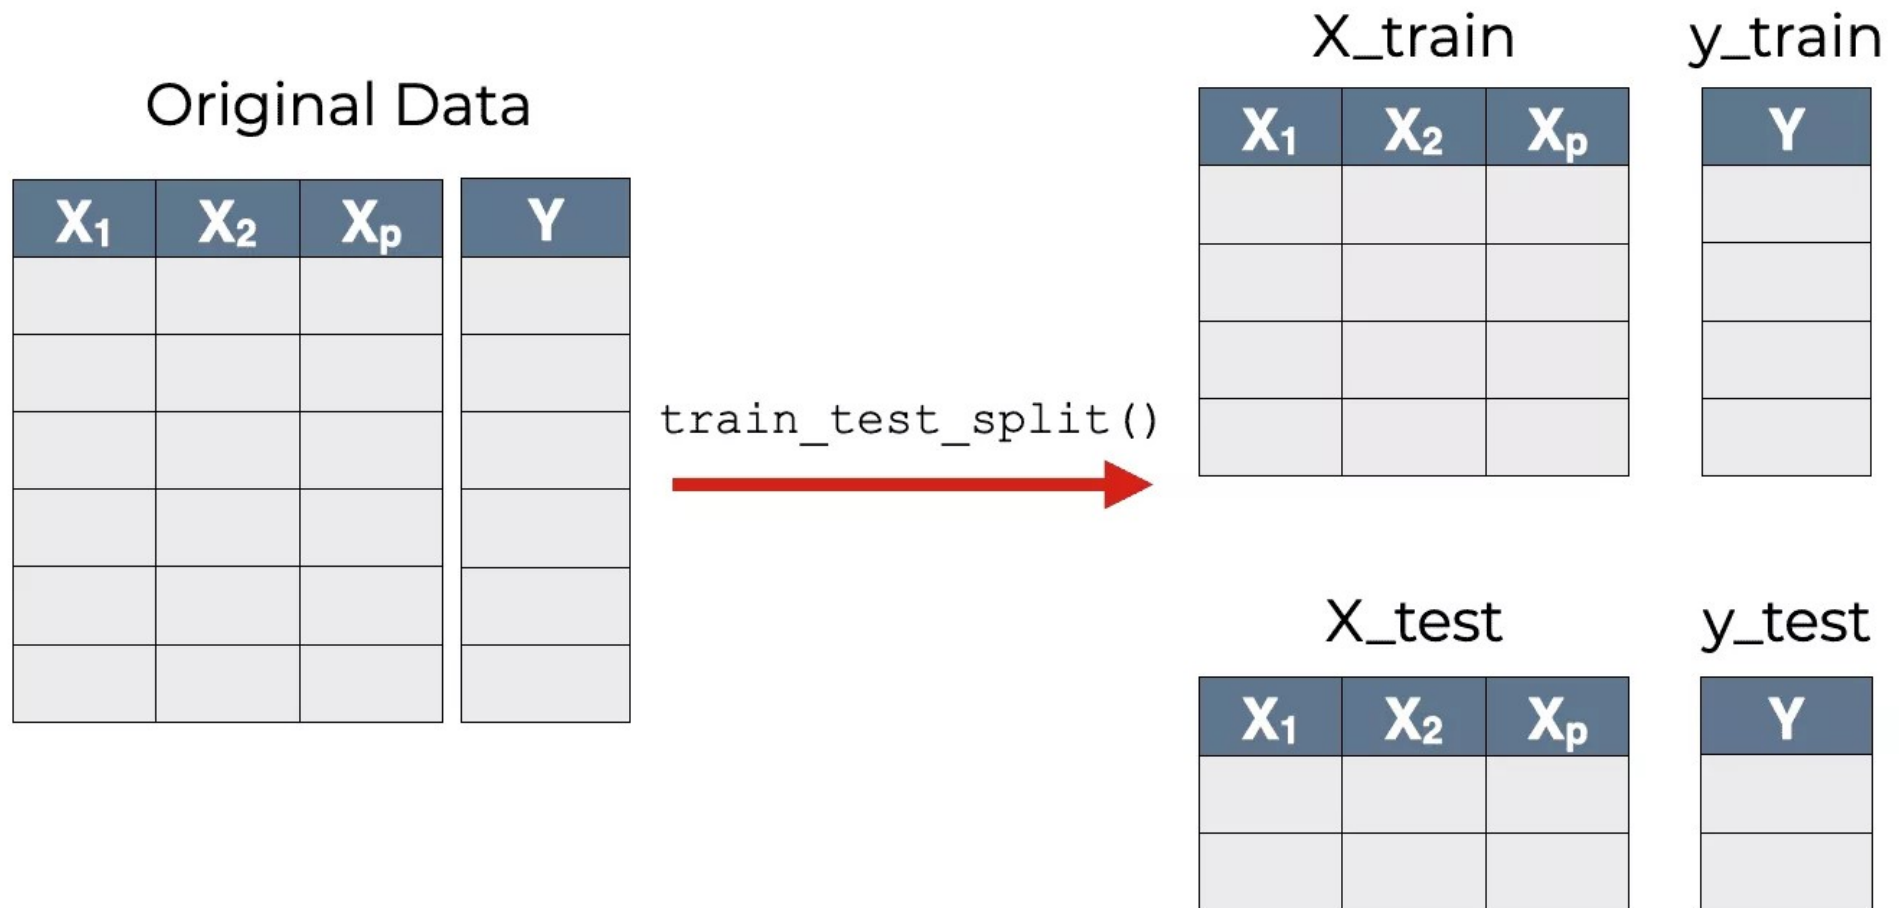 Original Data
X₁ X₂ Xₚ Y
train_test_split()
X_train y_train
X₁ X₂ Xₚ Y
X_test y_test
X₁ X₂ Xₚ Y